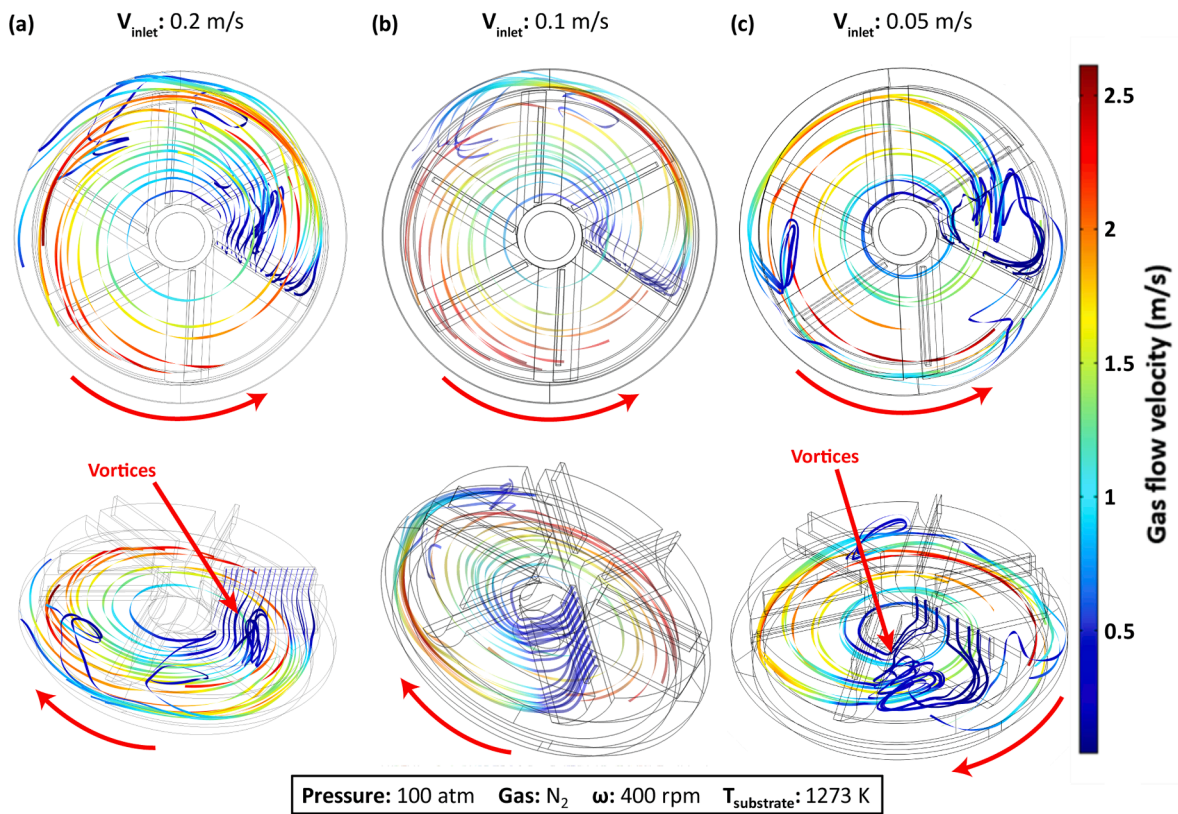 (a) V_inlet: 0.2 m/s
(b) V_inlet: 0.1 m/s
(c) V_inlet: 0.05 m/s
2.5
2
1.5
1
0.5
Gas flow velocity (m/s)
Vortices
Vortices
Pressure: 100 atm Gas: N₂ ω: 400 rpm T_substrate: 1273 K